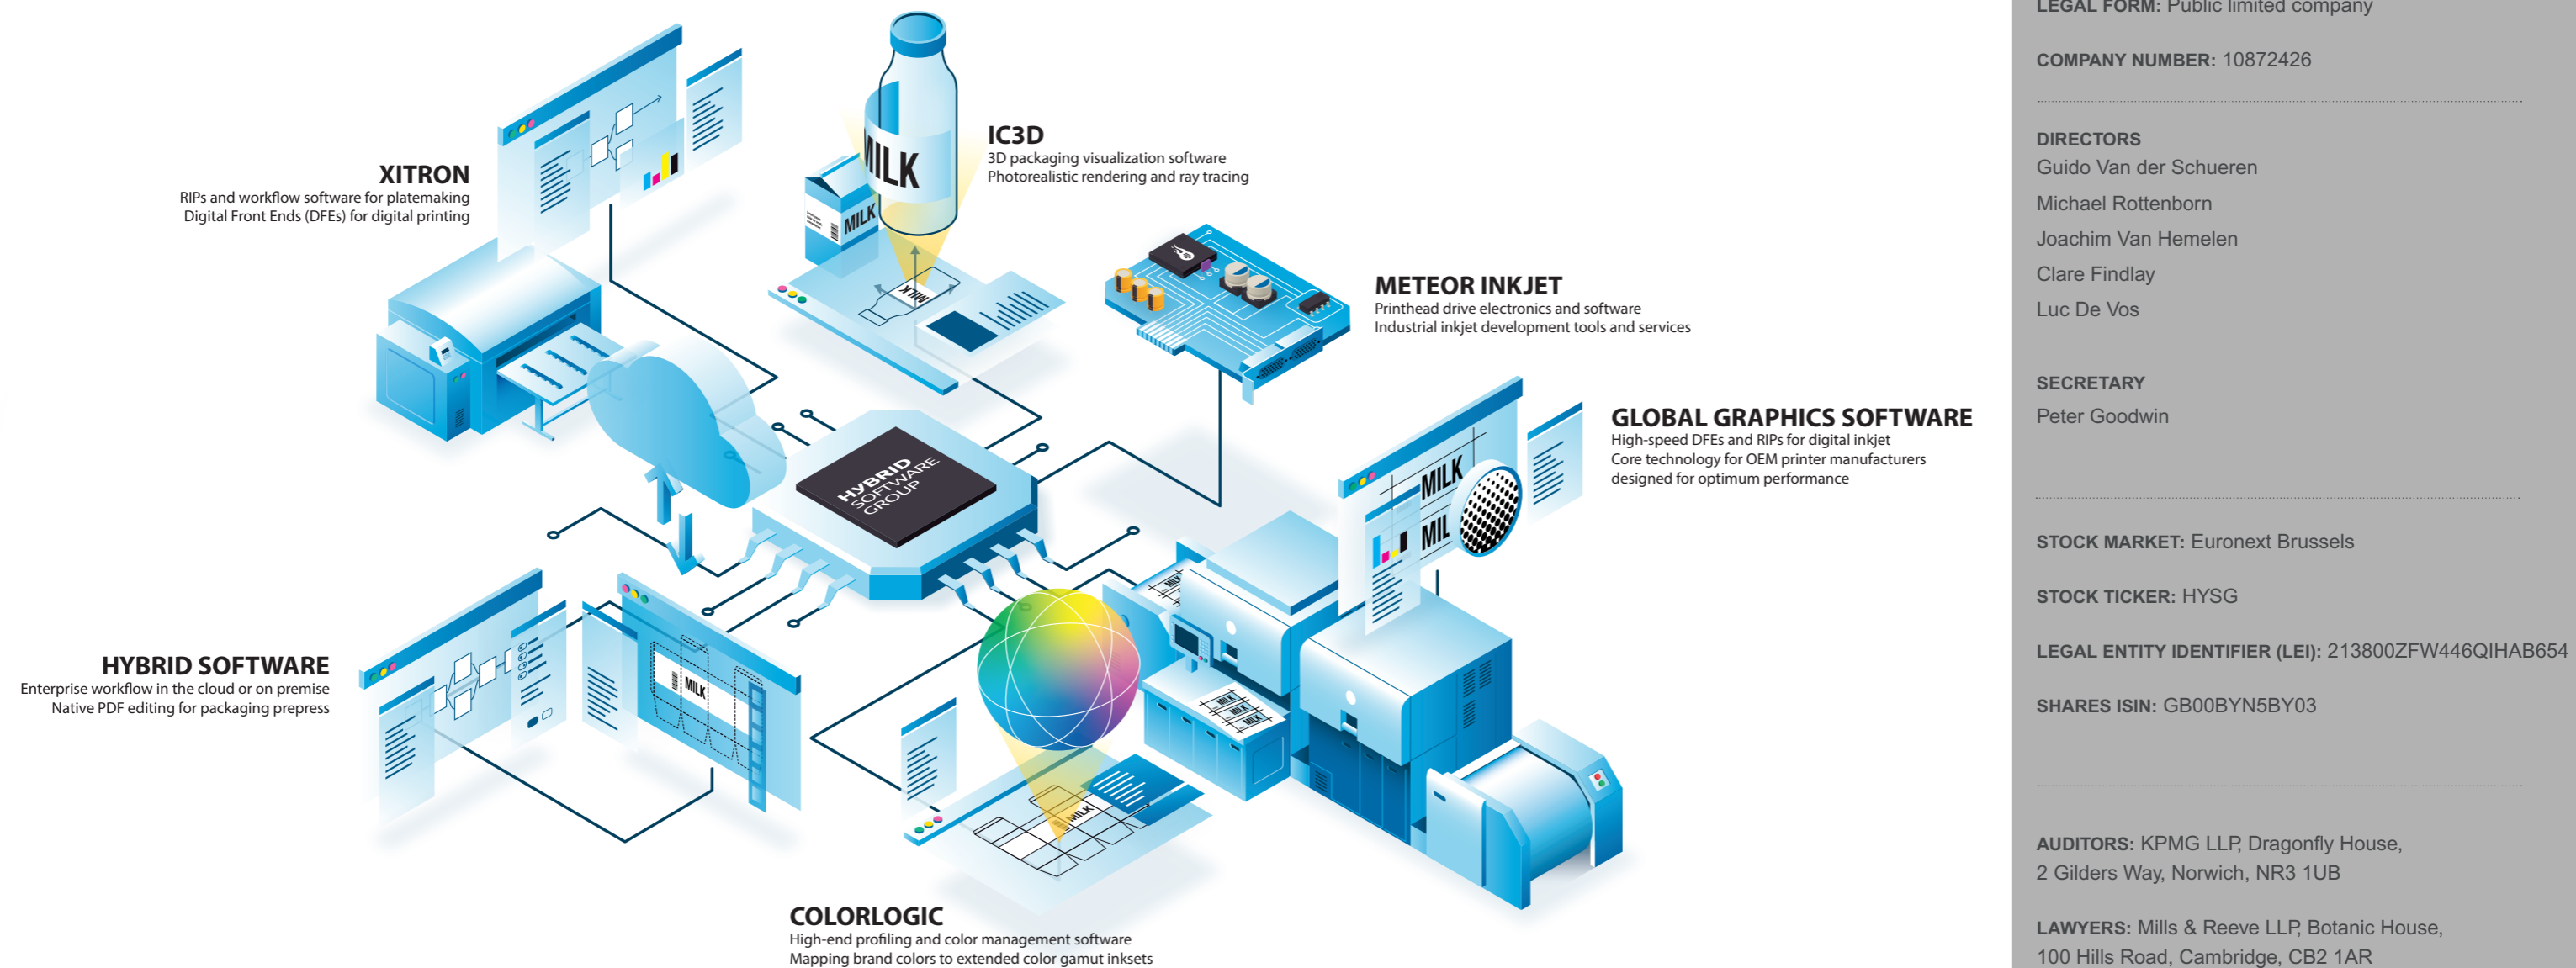 XITRON
RIPs and workflow software for platemaking
Digital Front Ends (DFEs) for digital printing
IC3D
3D packaging visualization software
Photorealistic rendering and ray tracing
MILK
MILK
MILK
METEOR INKJET
Printhead drive electronics and software
Industrial inkjet development tools and services
GLOBAL GRAPHICS SOFTWARE
High-speed DFEs and RIPs for digital inkjet
Core technology for OEM printer manufacturers
designed for optimum performance
MILK
MIL
HYBRID
SOFTWARE
GROUP
MILK
MILK
MILK
MILK
HYBRID SOFTWARE
Enterprise workflow in the cloud or on premise
Native PDF editing for packaging prepress
MILK
MILK
COLORLOGIC
High-end profiling and color management software
Mapping brand colors to extended color gamut inksets
LEGAL FORM: Public limited company
COMPANY NUMBER: 10872426
DIRECTORS
Guido Van der Schueren
Michael Rottenborn
Joachim Van Hemelen
Clare Findlay
Luc De Vos
SECRETARY
Peter Goodwin
STOCK MARKET: Euronext Brussels
STOCK TICKER: HYSG
LEGAL ENTITY IDENTIFIER (LEI): 213800ZFW446QIHAB654
SHARES ISIN: GB00BYN5BY03
AUDITORS: KPMG LLP, Dragonfly House,
2 Gilders Way, Norwich, NR3 1UB
LAWYERS: Mills & Reeve LLP, Botanic House,
100 Hills Road, Cambridge, CB2 1AR